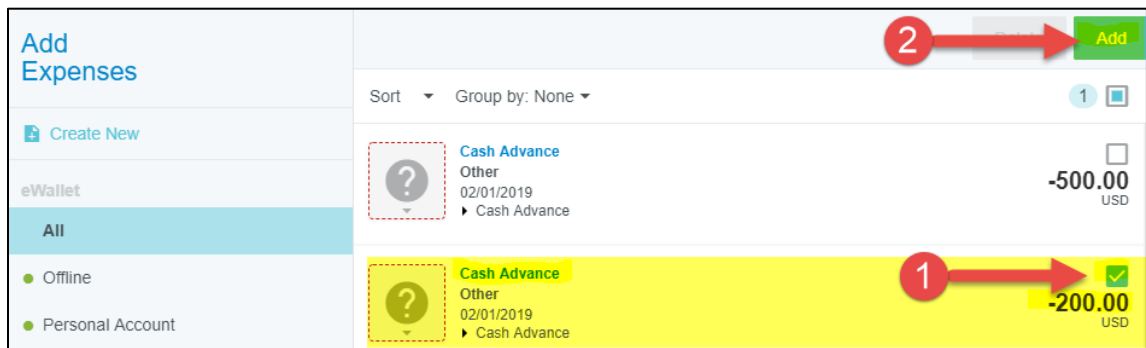 Add
Expenses
Create New
eWallet
All
Offline
Personal Account
2
Add
Sort Group by: None
1
Cash Advance
Other
02/01/2019
Cash Advance
-500.00
USD
Cash Advance
Other
02/01/2019
Cash Advance
1
-200.00
USD